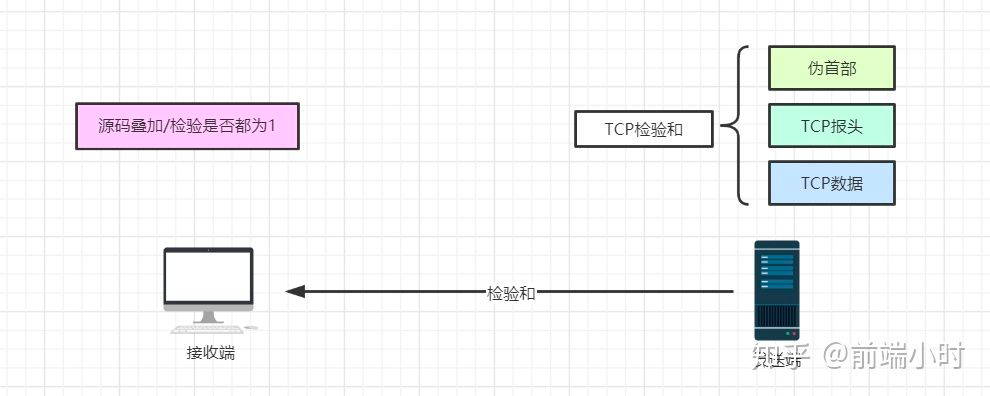 伪首部
源码叠加/检验是否都为1
TCP检验和
TCP报头
TCP数据
检验和
接收端
知乎 @前端小时